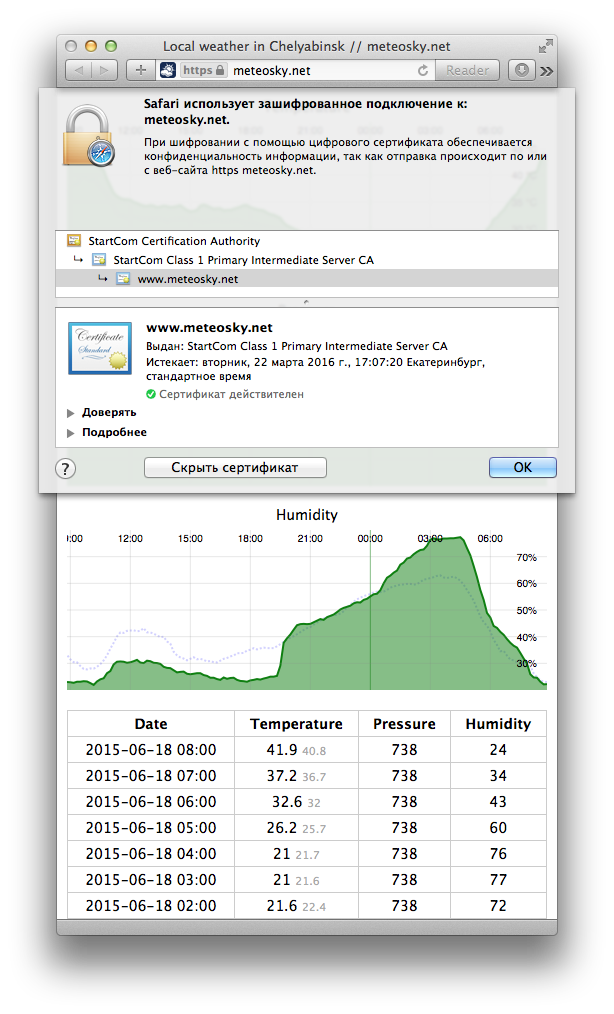 Local weather in Chelyabinsk // meteosky.net
https meteosky.net Reader
Safari использует зашифрованное подключение к:
meteosky.net.
При шифровании с помощью цифрового сертификата обеспечивается
конфиденциальность информации, так как отправка происходит по или
с веб-сайта https meteosky.net.
StartCom Certification Authority
StartCom Class 1 Primary Intermediate Server CA
www.meteosky.net
Certificate
Standard
www.meteosky.net
Выдан: StartCom Class 1 Primary Intermediate Server CA
Истекает: вторник, 22 марта 2016 г., 17:07:20 Екатеринбург,
стандартное время
Сертификат действителен
Доверять
Подробнее
? Скрыть сертификат OK
Humidity
12:00 15:00 18:00 21:00 00:00 03:00 06:00
70%
60%
50%
40%
30%
Date Temperature Pressure Humidity
2015-06-18 08:00 41.9 40.8 738 24
2015-06-18 07:00 37.2 36.7 738 34
2015-06-18 06:00 32.6 32 738 43
2015-06-18 05:00 26.2 25.7 738 60
2015-06-18 04:00 21 21.7 738 76
2015-06-18 03:00 21 21.6 738 77
2015-06-18 02:00 21.6 22.4 738 72